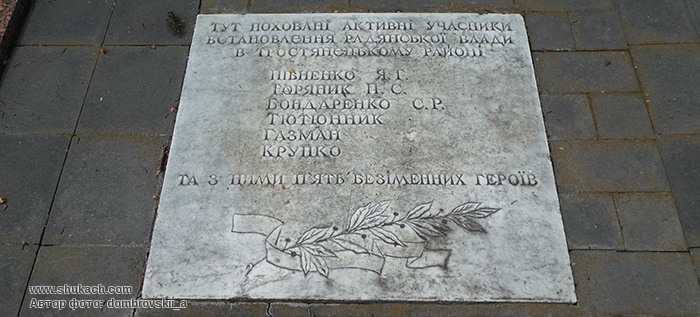 ТУТ ПОХОВАНІ АКТИВНІ УЧАСНИКИ
ВСТАНОВЛЕННЯ РАДЯНСЬКОЇ ВЛАДИ
В ТРОСТЯНЕЦЬКОМУ РАЙОНІ
ПІВНЕНКО Я.Г.
ГОРЯНИК П.С.
БОНДАРЕНКО С.Р.
ТЮТЮННИК
ГАЗМАН
КРУПКО
ТА З ЦИМИ П'ЯТЬ БЕЗІМЕННИХ ГЕРОЇВ
www.shukach.com
Автор фото: dombrovskii_a